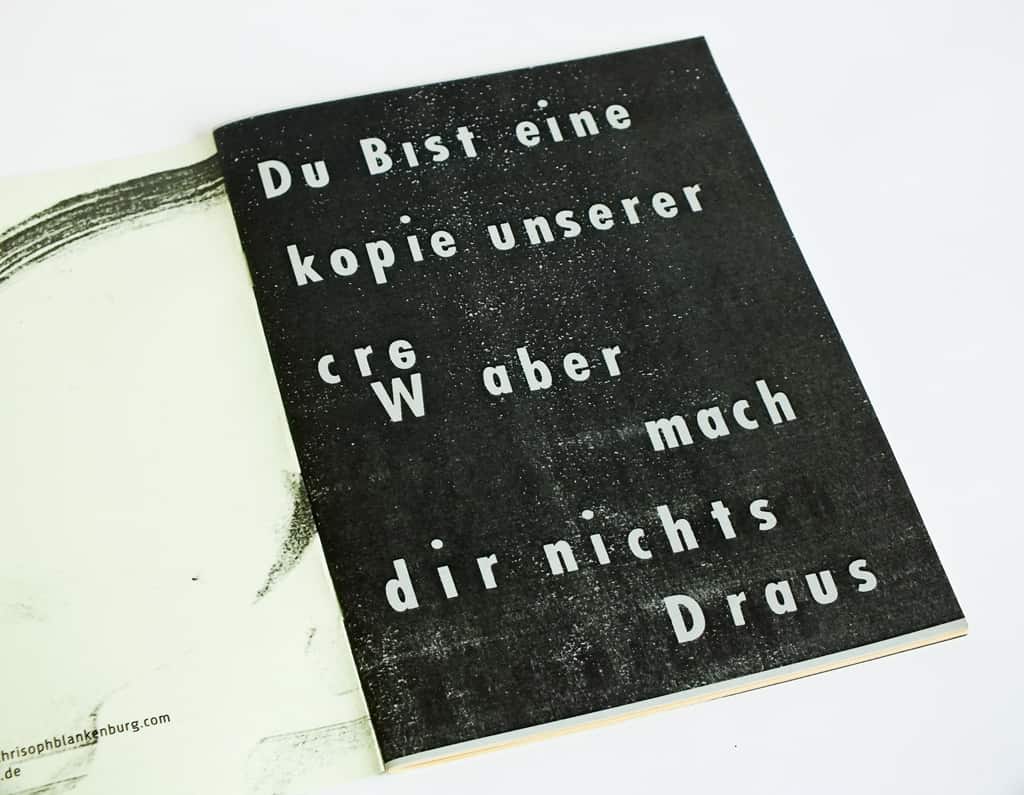 Du Bist eine
kopie unserer
creW aber
mach
dir nichts
Draus
hrisophblankenburg.com
.de